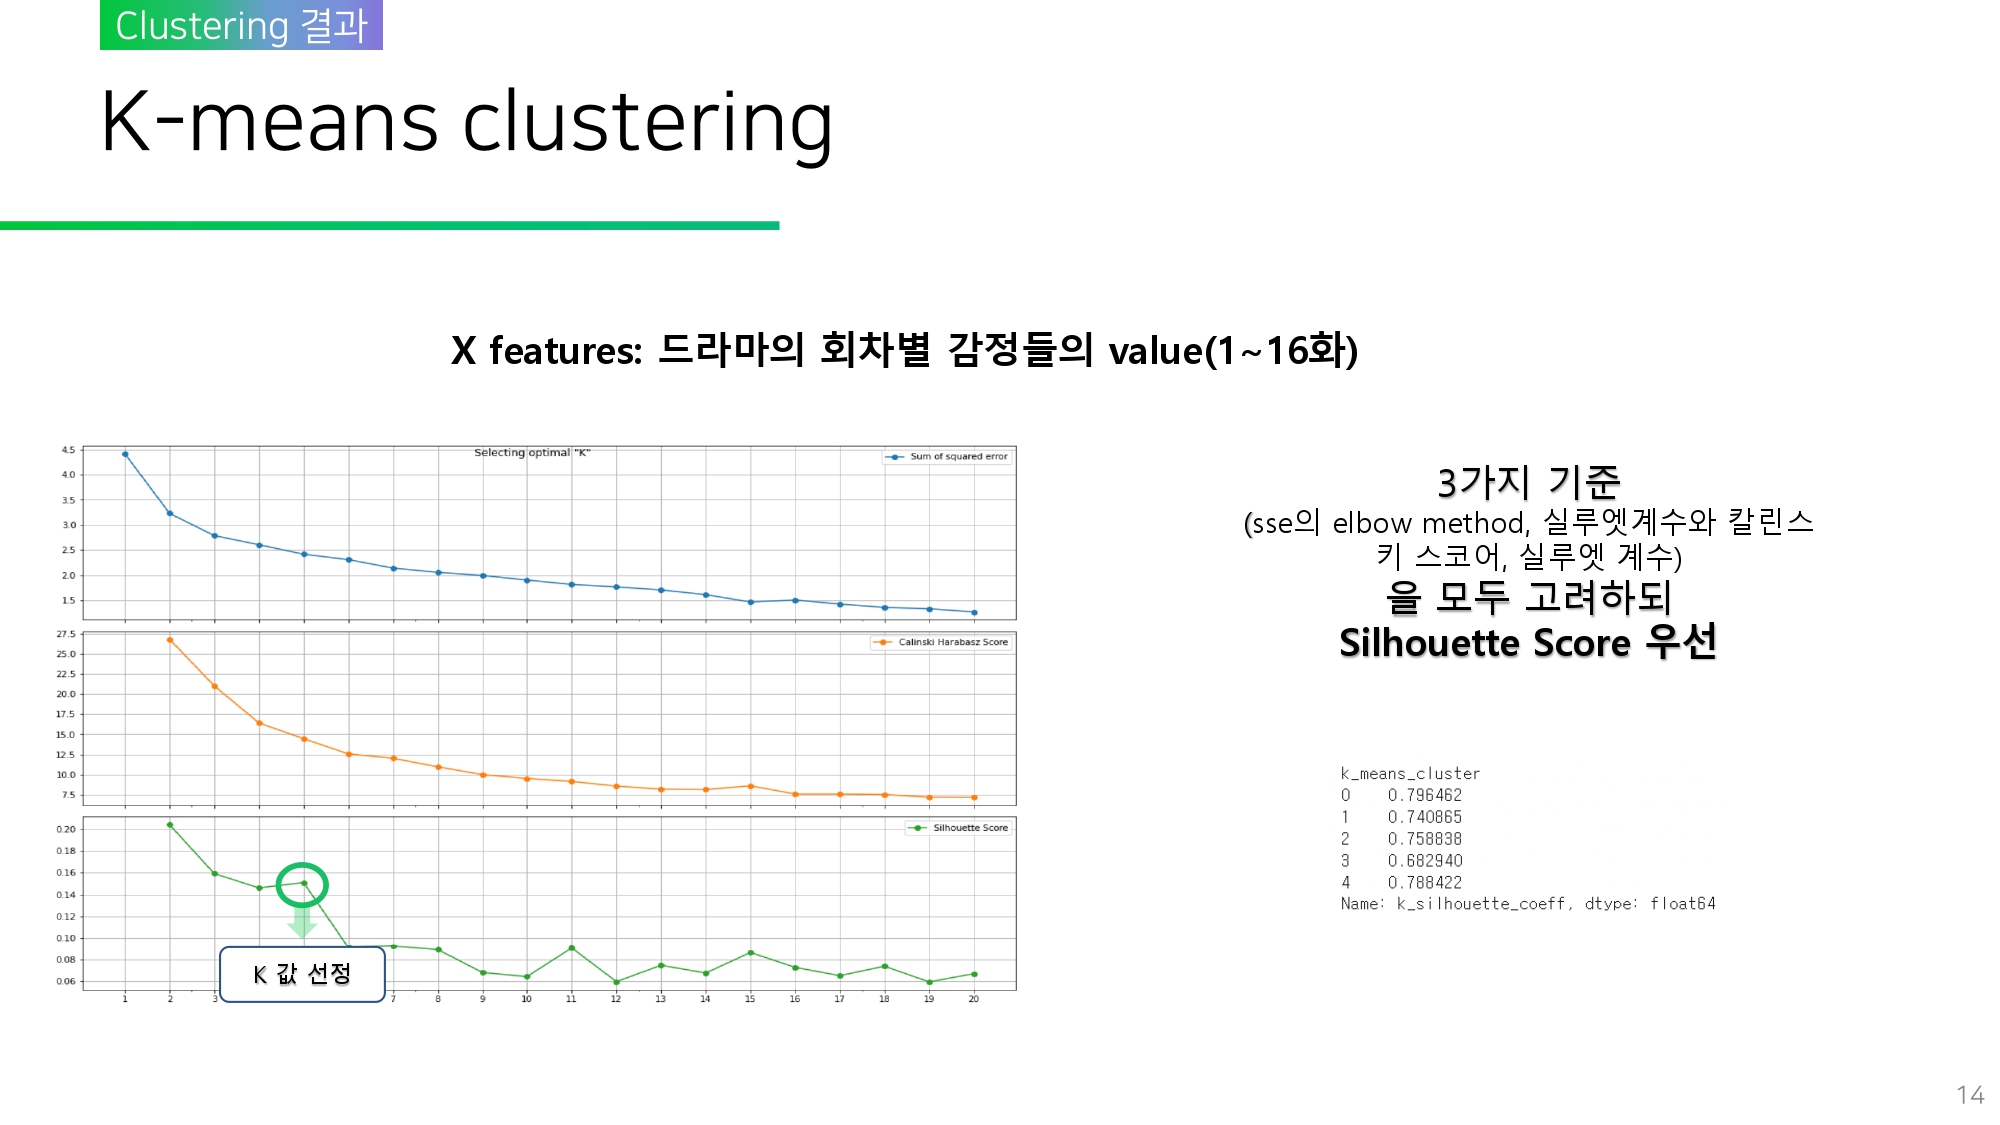 Clustering 결과
K-means clustering
X features: 드라마의 회차별 감정들의 value(1~16화)
Selecting optimal "K"
Sum of squared error
4.5
4.0
3.5
3.0
2.5
2.0
1.5
Calinski Harabasz Score
27.5
25.0
22.5
20.0
17.5
15.0
12.5
10.0
7.5
Silhouette Score
0.20
0.18
0.16
0.14
0.12
0.10
0.08
0.06
K 값 선정
1 2 3 7 8 9 10 11 12 13 14 15 16 17 18 19 20
3가지 기준
(sse의 elbow method, 실루엣계수와 칼린스
키 스코어, 실루엣 계수)
을 모두 고려하되
Silhouette Score 우선
k_means_cluster
0 0.796462
1 0.740865
2 0.758838
3 0.682940
4 0.788422
Name: k_silhouette_coeff, dtype: float64
14